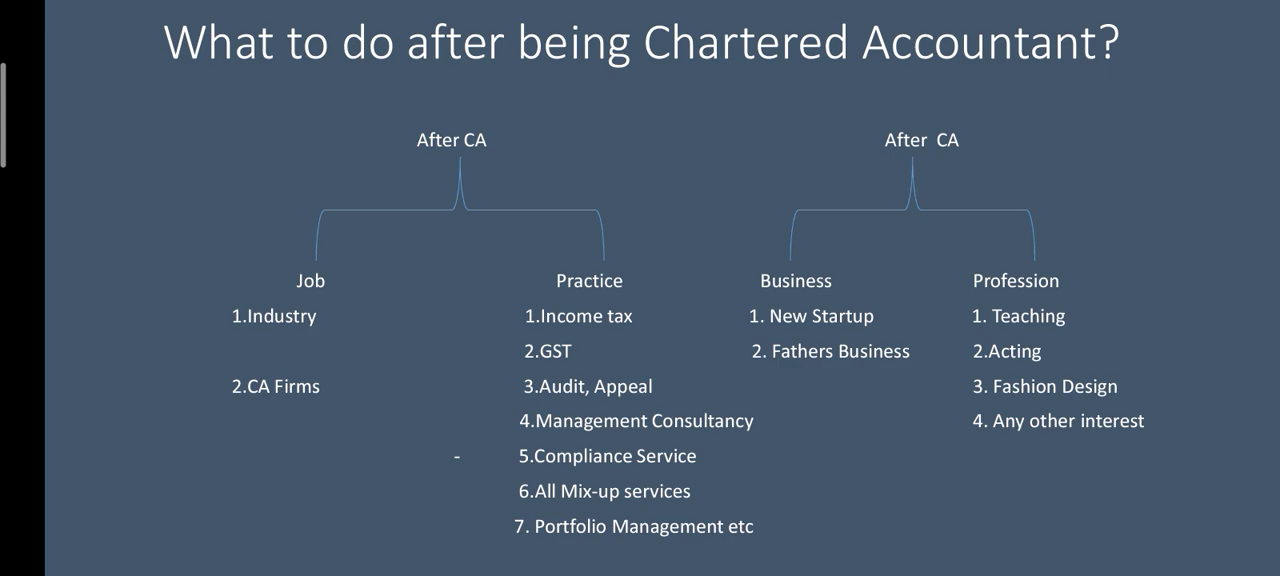 What to do after being Chartered Accountant?
After CA
After CA
Job
Practice
Business
Profession
1.Industry
1.Income tax
1. New Startup
1. Teaching
2.GST
2. Fathers Business
2.Acting
2.CA Firms
3.Audit, Appeal
3. Fashion Design
4.Management Consultancy
4. Any other interest
-
5.Compliance Service
6.All Mix-up services
7. Portfolio Management etc